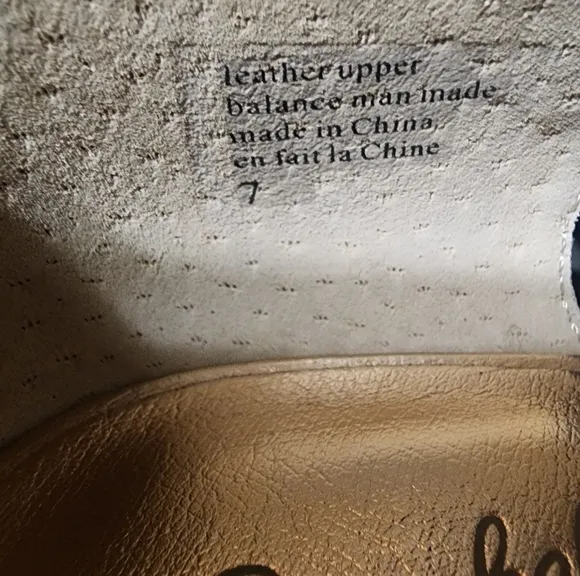 leather upper
balance man made
made in China,
en fait la Chine
7